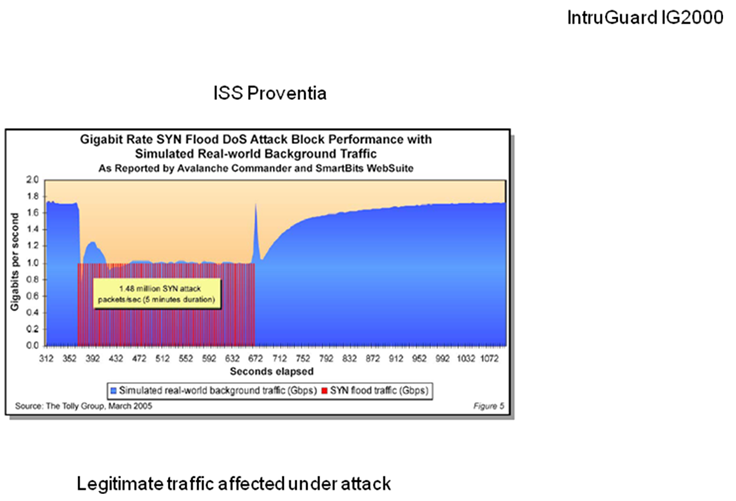 IntruGuard IG2000
ISS Proventia
Gigabit Rate SYN Flood DoS Attack Block Performance with
Simulated Real-world Background Traffic
As Reported by Avalanche Commander and SmartBits WebSuite
Gigabits per second
2.0
1.8
1.6
1.4
1.2
1.0
0.8
0.6
0.4
0.2
0.0
1.48 million SYN attack
packets/sec (5 minutes duration)
312 352 392 432 472 512 552 592 632 672 712 752 792 832 872 912 952 992 1032 1072
Seconds elapsed
Simulated real-world background traffic (Gbps) SYN flood traffic (Gbps)
Source: The Tolly Group, March 2005 Figure 5
Legitimate traffic affected under attack